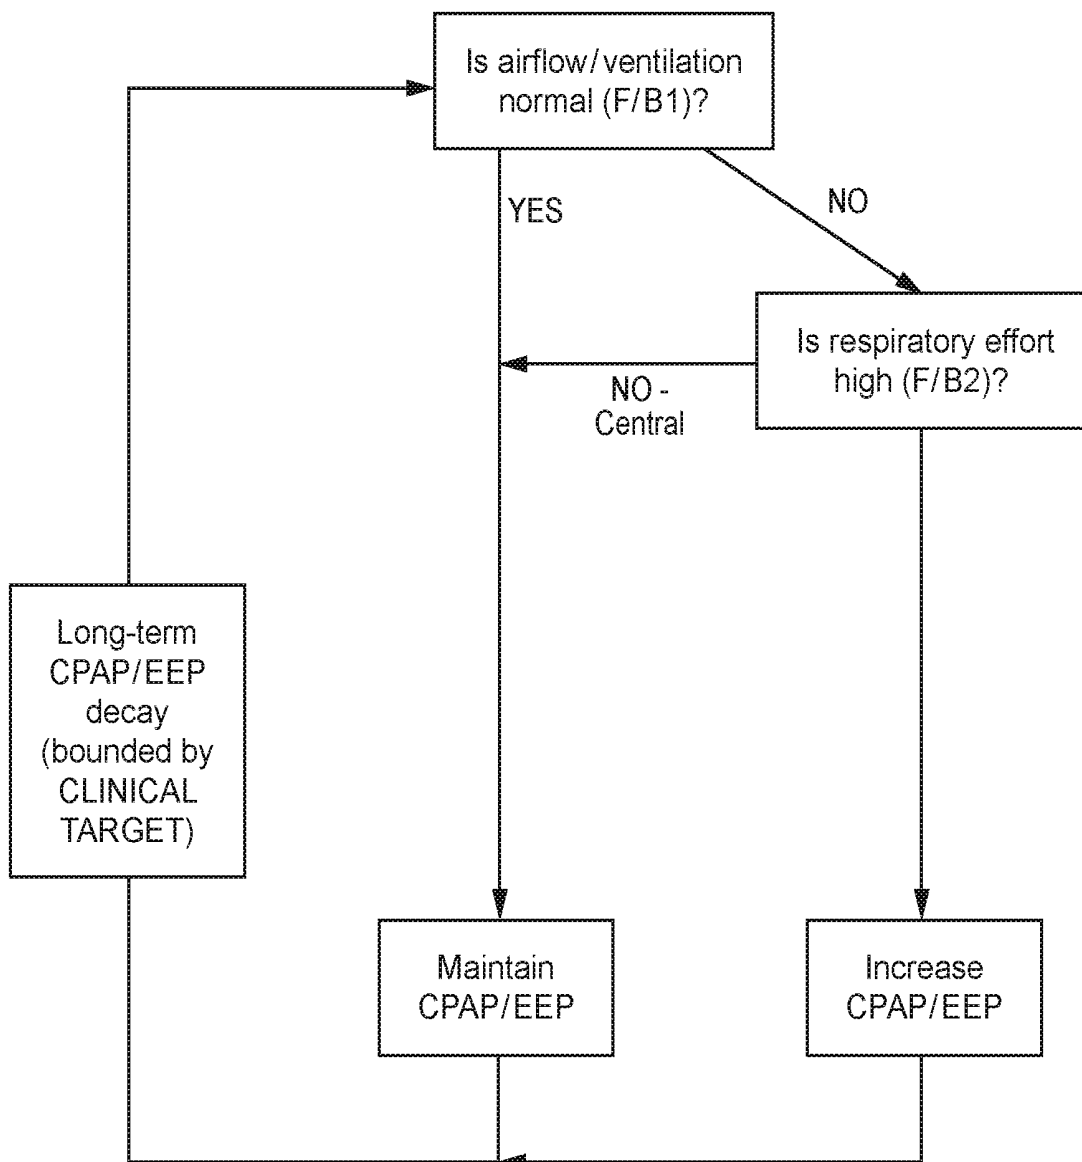 Is airflow/ventilation
normal (F/B1)?
YES
NO
Is respiratory effort
high (F/B2)?
NO -
Central
Long-term
CPAP/EEP
decay
(bounded by
CLINICAL
TARGET)
Maintain
CPAP/EEP
Increase
CPAP/EEP